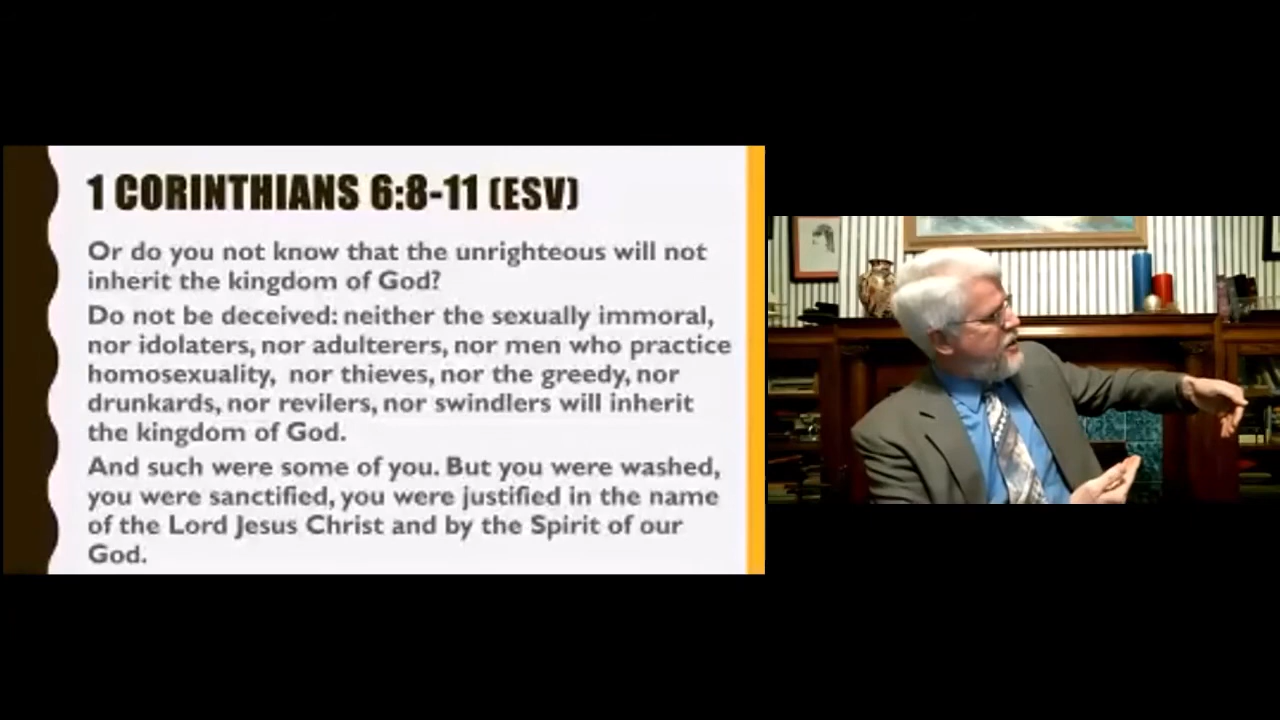 1 CORINTHIANS 6:8-11 (ESV)
Or do you not know that the unrighteous will not
inherit the kingdom of God?
Do not be deceived: neither the sexually immoral,
nor idolaters, nor adulterers, nor men who practice
homosexuality, nor thieves, nor the greedy, nor
drunkards, nor revilers, nor swindlers will inherit
the kingdom of God.
And such were some of you. But you were washed,
you were sanctified, you were justified in the name
of the Lord Jesus Christ and by the Spirit of our
God.